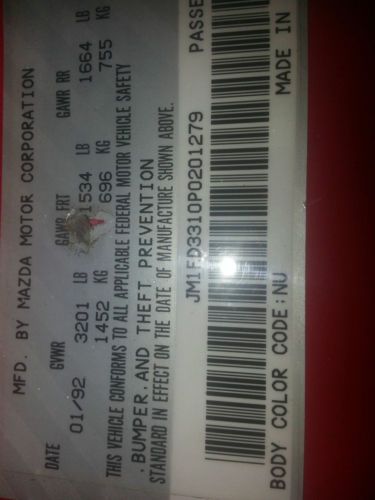 MFD. BY MAZDA MOTOR CORPORATION
DATE GVWR GAWR FRT GAWR RR
01/92 3201 LB 1534 LB 1664 LB
1452 KG 696 KG 755 KG
THIS VEHICLE CONFORMS TO ALL APPLICABLE FEDERAL MOTOR VEHICLE SAFETY
, BUMPER, AND THEFT PREVENTION
STANDARD IN EFFECT ON THE DATE OF MANUFACTURE SHOWN ABOVE.
JM1FD3310P0201279 PASSE
BODY COLOR CODE:NU MADE IN